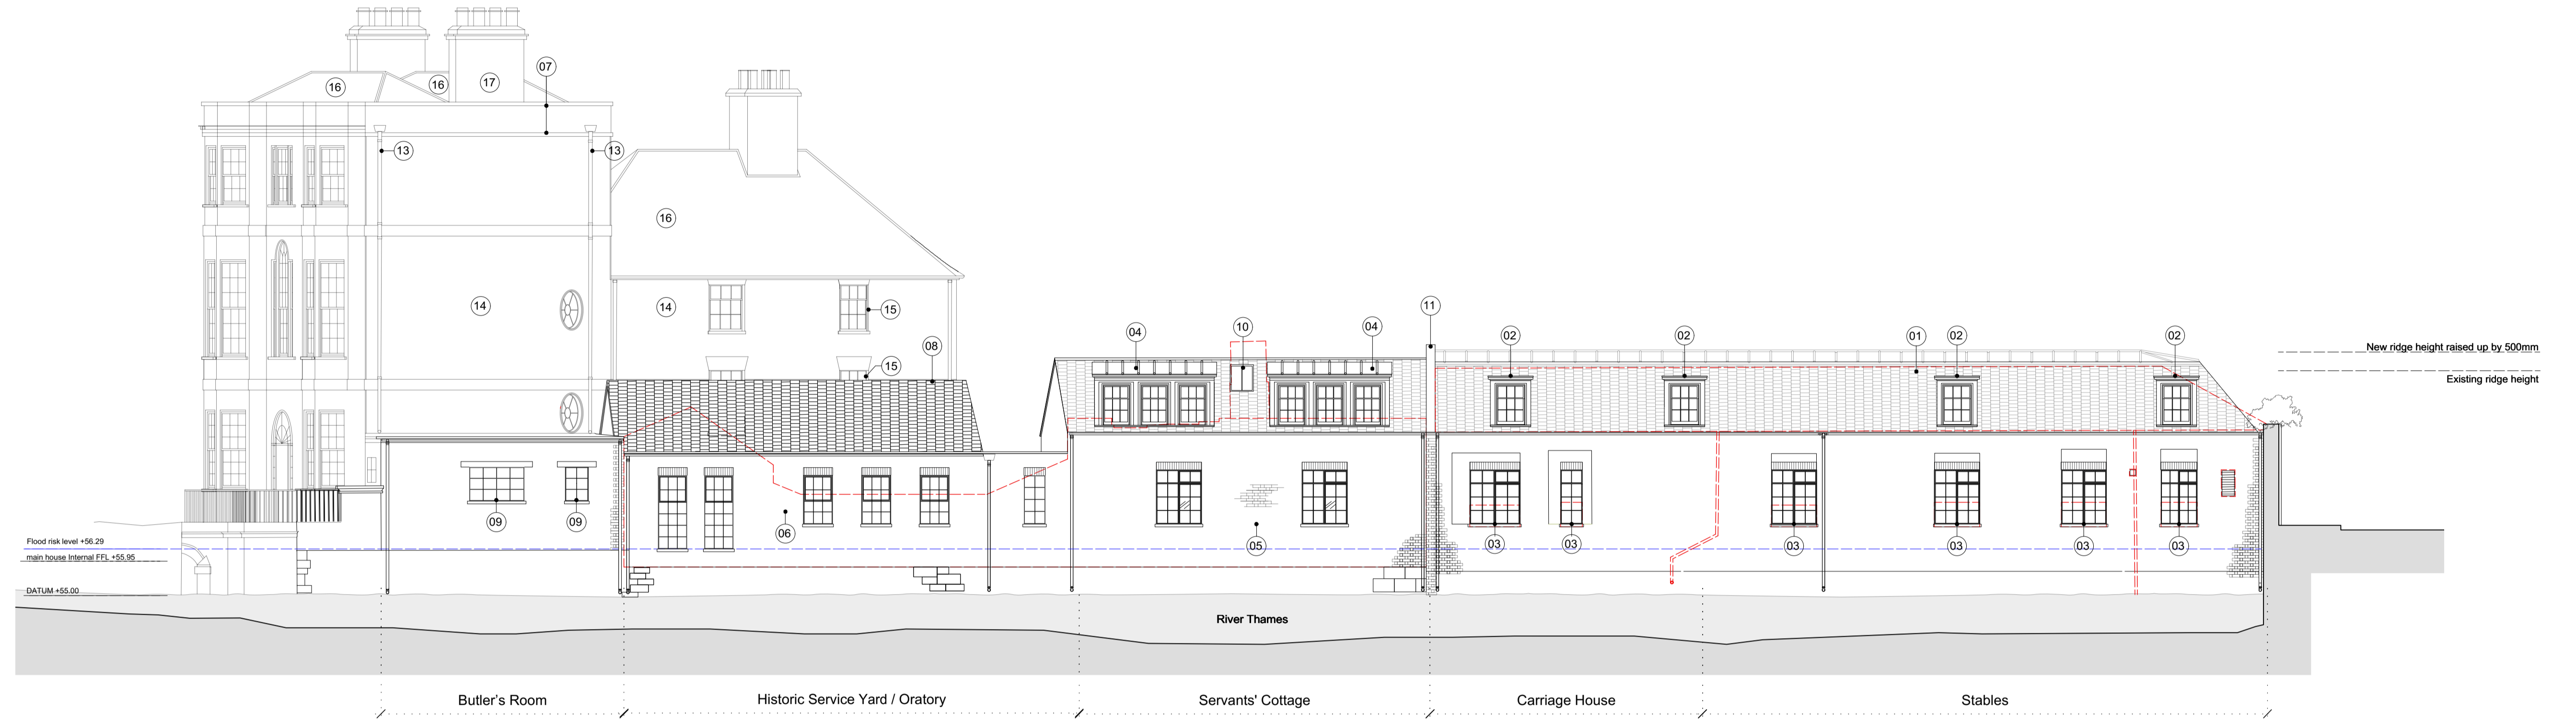 07
16
16
17
13
13
16
14
14
15
08
15
04
10
04
11
02
02
01
02
02
New ridge height raised up by 500mm
Existing ridge height
09
09
06
05
03
03
03
03
03
03
Flood risk level +56.29
main house Internal FFL +55.95
DATUM +55.00
River Thames
Butler's Room
Historic Service Yard / Oratory
Servants' Cottage
Carriage House
Stables